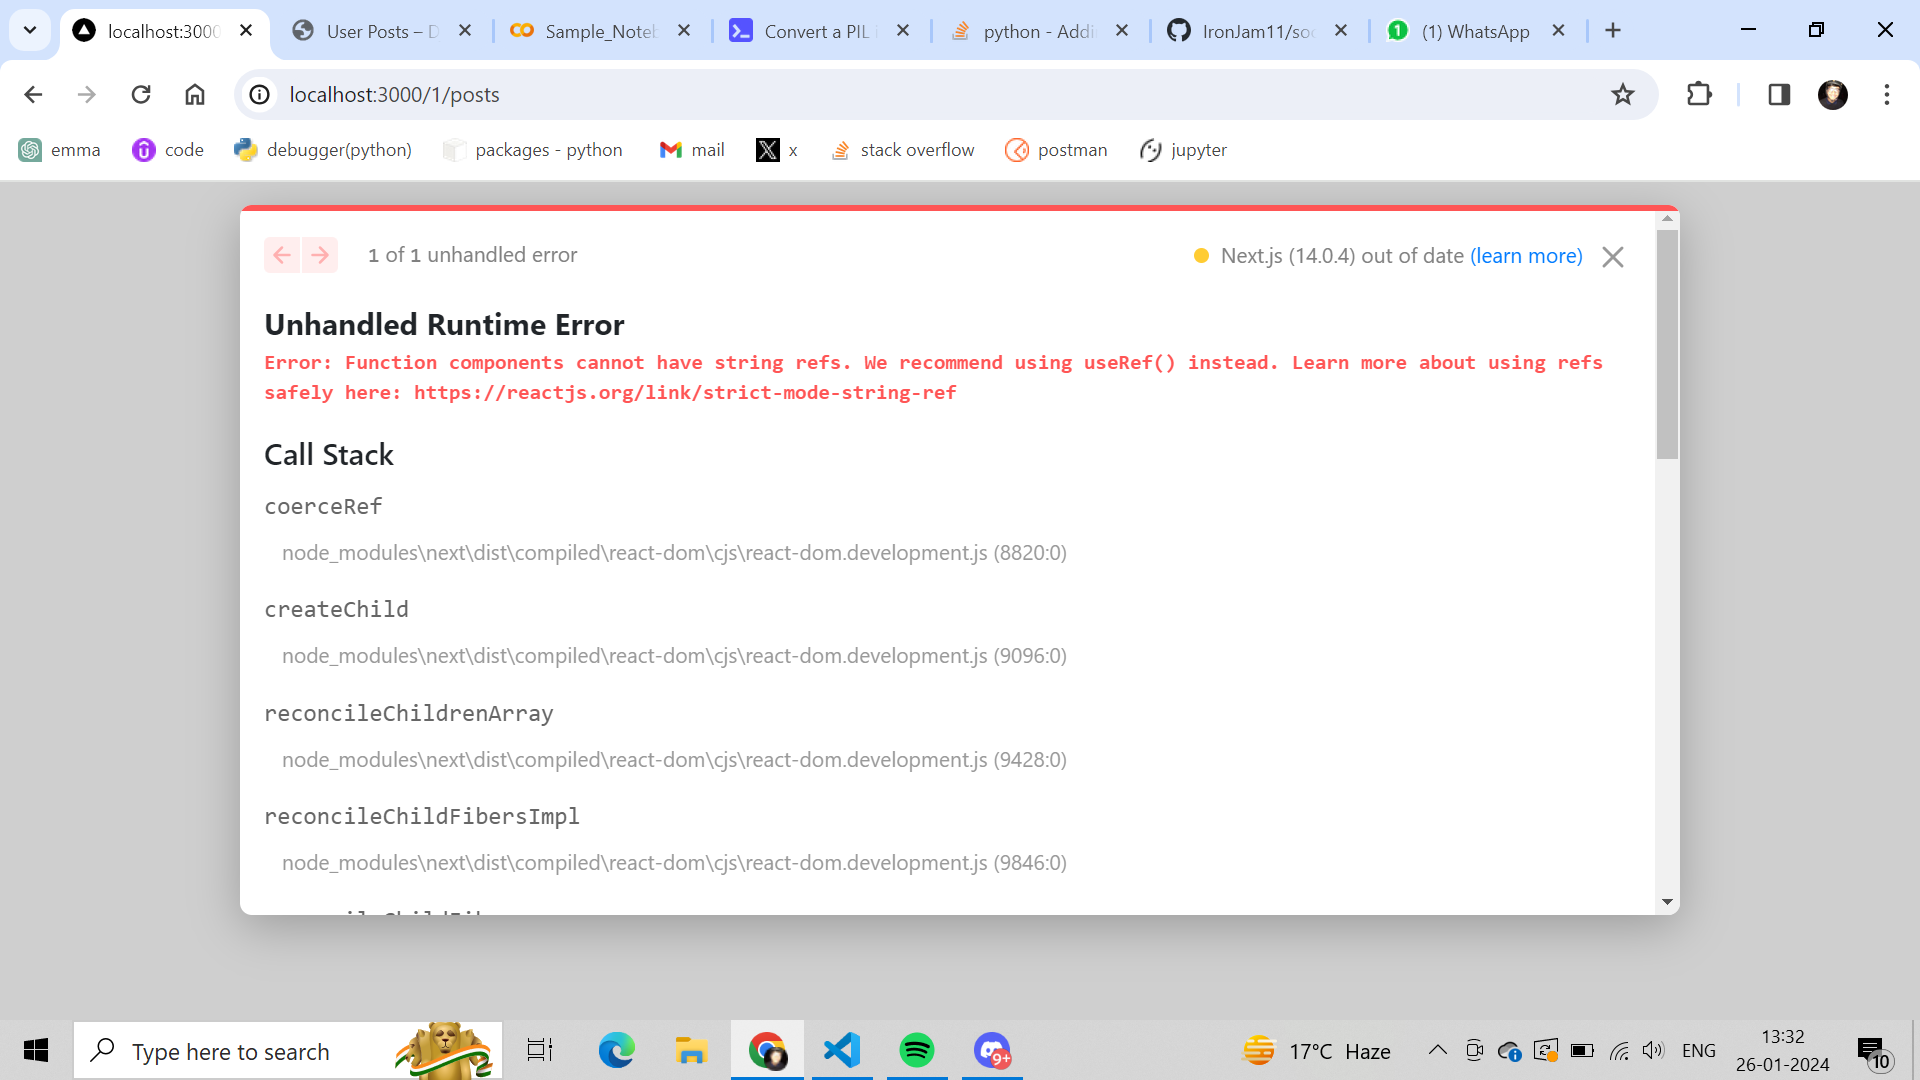 localhost:3000
User Posts – D
Sample_Noteb
Convert a PIL
python - Addi
IronJam11/soc
(1) WhatsApp
localhost:3000/1/posts
emma
code
debugger(python)
packages - python
mail
x
stack overflow
postman
jupyter
1 of 1 unhandled error
Next.js (14.0.4) out of date (learn more)
Unhandled Runtime Error
Error: Function components cannot have string refs. We recommend using useRef() instead. Learn more about using refs
safely here: https://reactjs.org/link/strict-mode-string-ref
Call Stack
coerceRef
node_modules\next\dist\compiled\react-dom\cjs\react-dom.development.js (8820:0)
createChild
node_modules\next\dist\compiled\react-dom\cjs\react-dom.development.js (9096:0)
reconcileChildrenArray
node_modules\next\dist\compiled\react-dom\cjs\react-dom.development.js (9428:0)
reconcileChildFibersImpl
node_modules\next\dist\compiled\react-dom\cjs\react-dom.development.js (9846:0)
Type here to search
9+
17°C Haze
ENG
13:32
26-01-2024
10